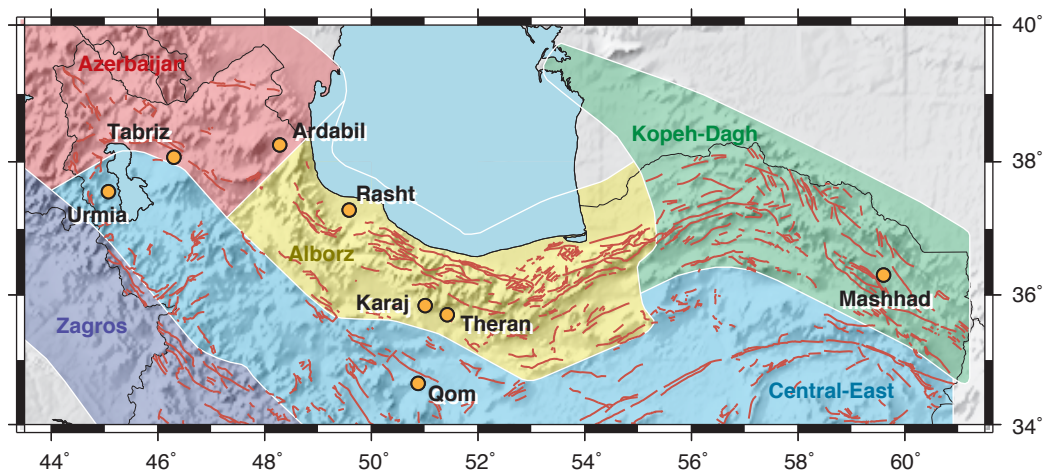 40°
Azerbaijan
Tabriz
Ardabil
Kopeh-Dagh
38°
Rasht
Urmia
Alborz
36°
Karaj
Theran
Mashhad
Zagros
Qom
Central-East
34°
44° 46° 48° 50° 52° 54° 56° 58° 60°